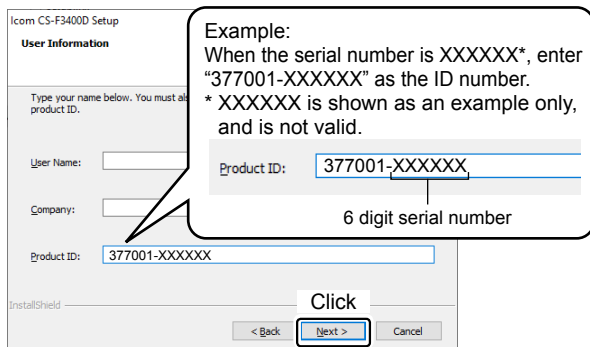 Icom CS-F3400D Setup
User Information
Example:
When the serial number is XXXXXX*, enter
“377001-XXXXXX” as the ID number.
* XXXXXX is shown as an example only,
and is not valid.
Product ID:
377001-XXXXXX
6 digit serial number
Type your name below. You must al
product ID.
User Name:
Company:
Product ID:
377001-XXXXXX
InstallShield
Click
< Back
Next >
Cancel